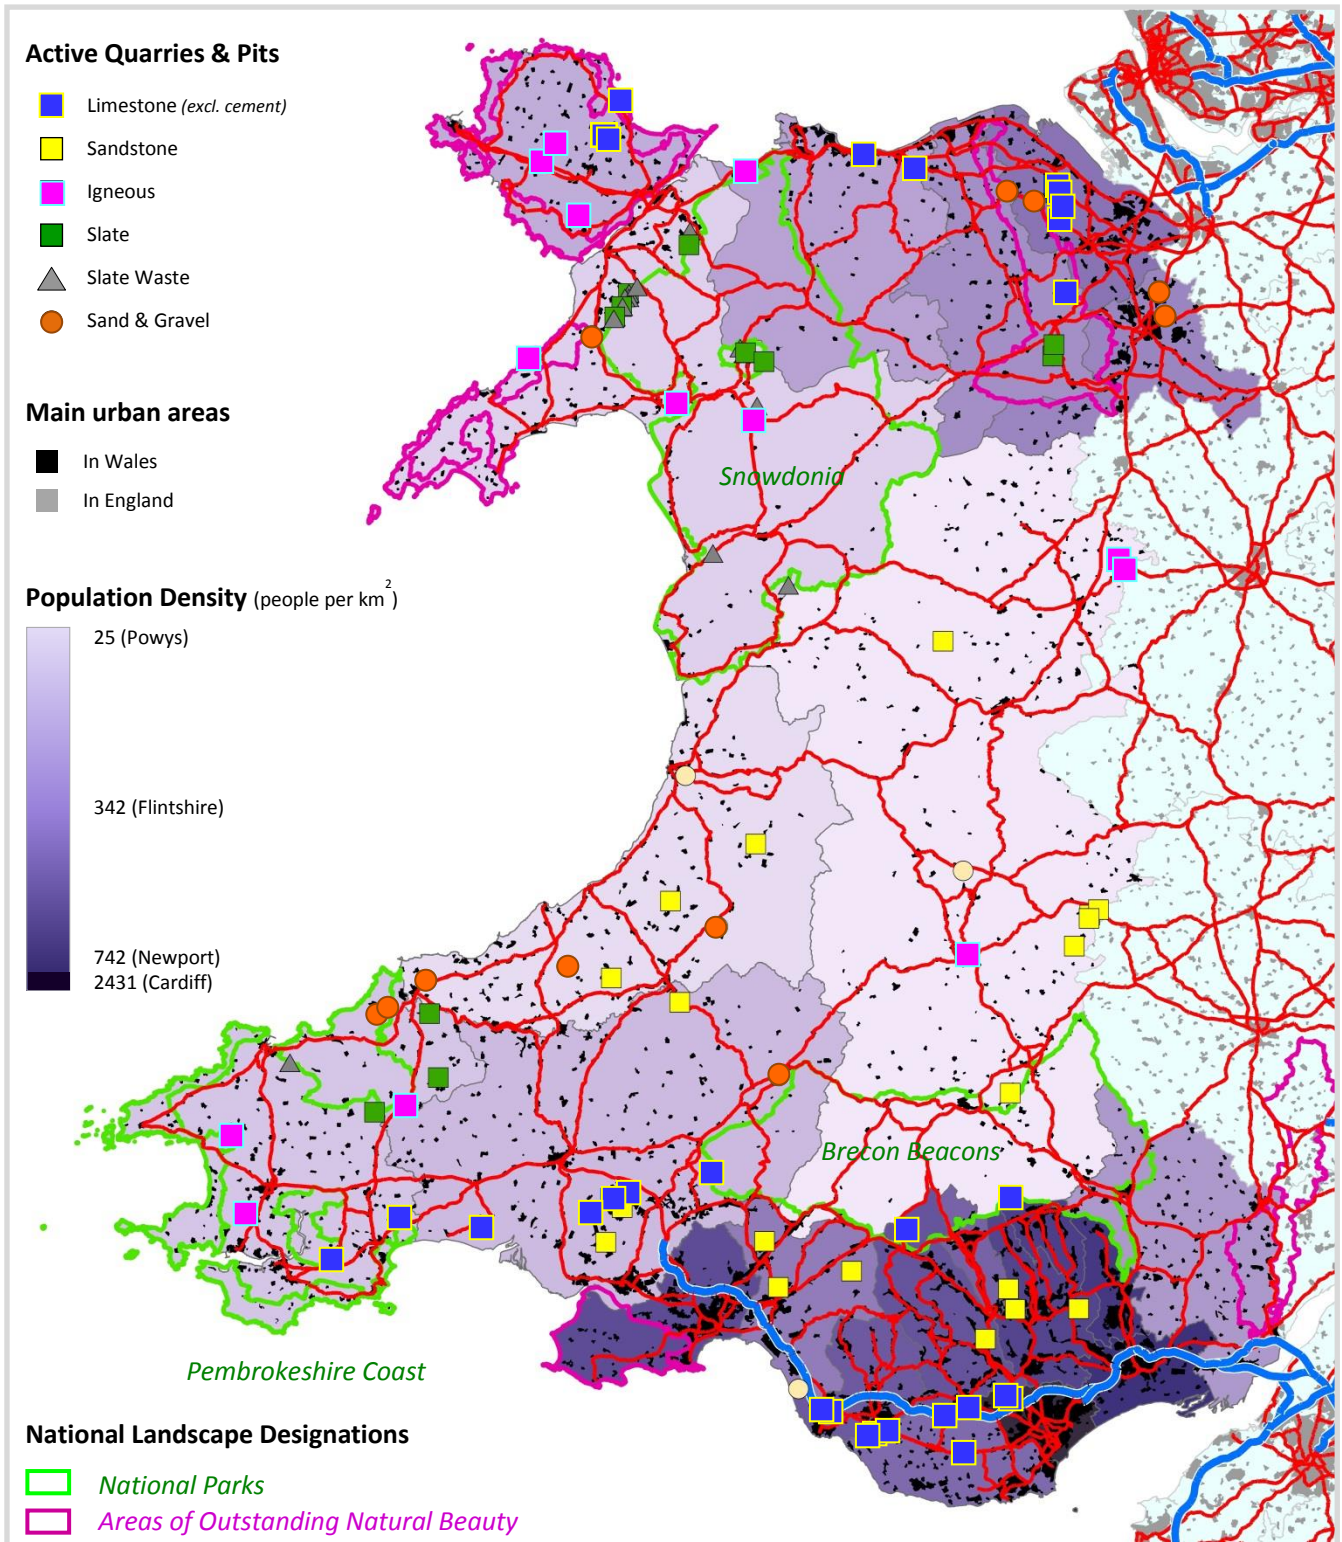 Active Quarries & Pits
Limestone (excl. cement)
Sandstone
Igneous
Slate
Slate Waste
Sand & Gravel
Main urban areas
In Wales
In England
Population Density (people per km2)
25 (Powys)
342 (Flintshire)
742 (Newport)
2431 (Cardiff)
Snowdonia
Brecon Beacons
Pembrokeshire Coast
National Landscape Designations
National Parks
Areas of Outstanding Natural Beauty